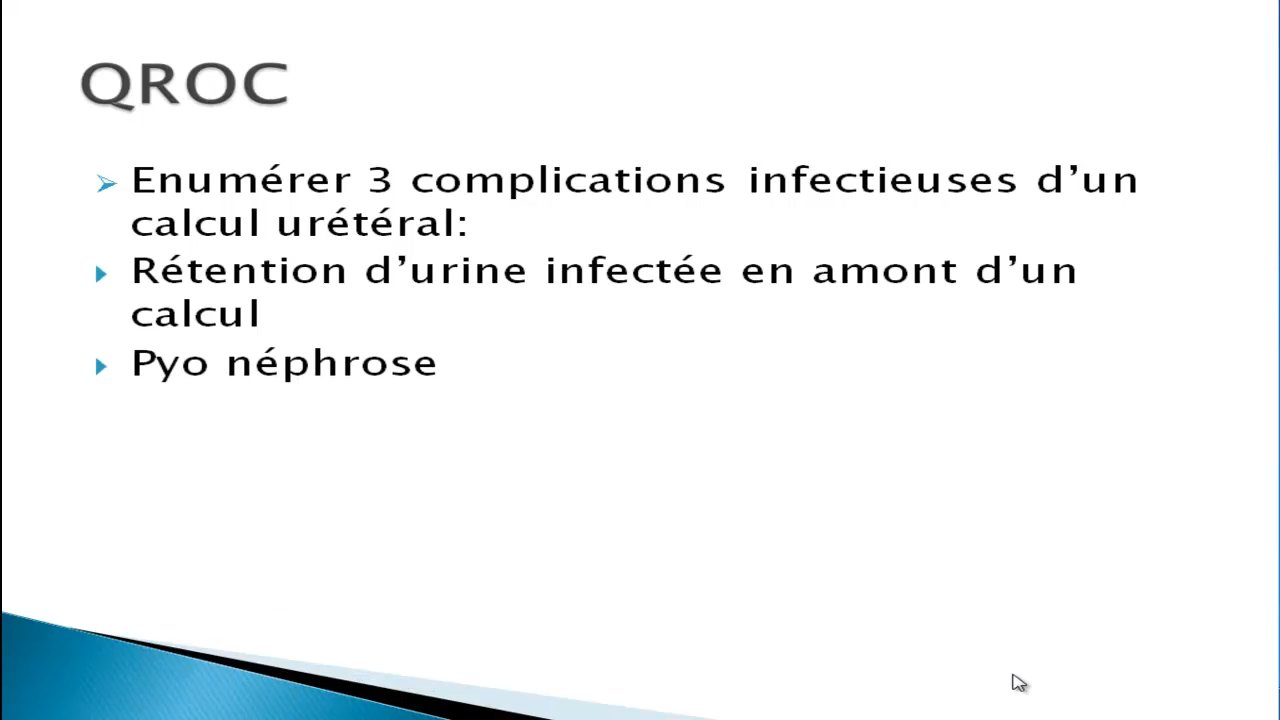 QROC
Enumérer 3 complications infectieuses d’un
calcul urétéral:
Rétention d’urine infectée en amont d’un
calcul
Pyo néphrose